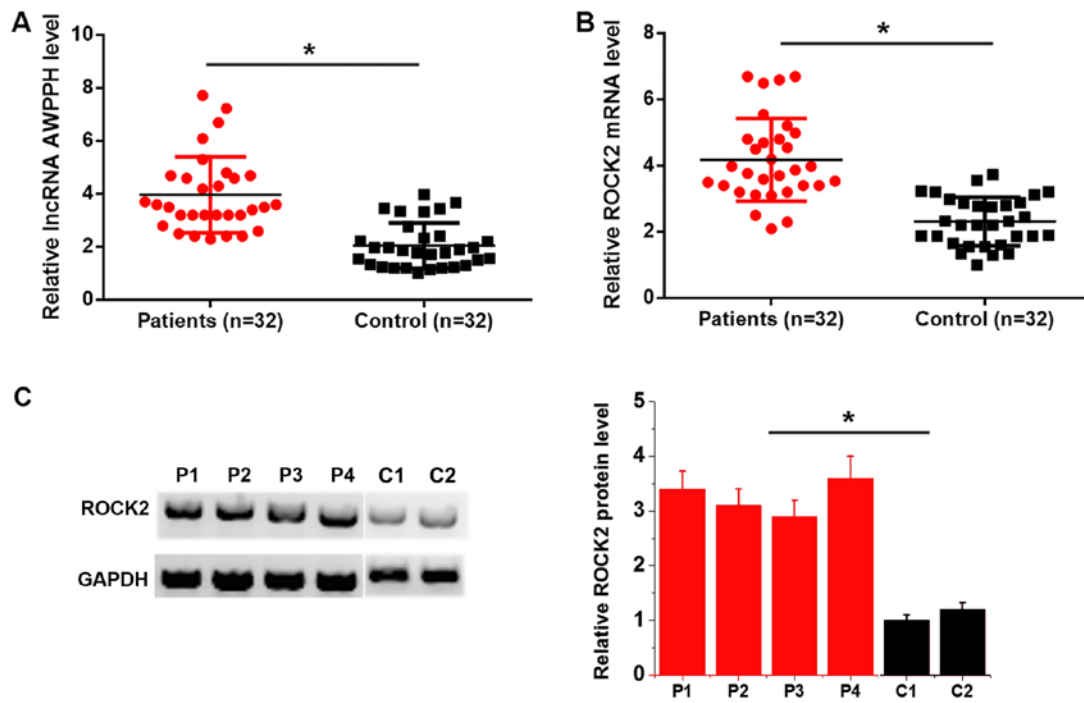 A
Relative lncRNA AWPPH level
10
8
6
4
2
0
*
Patients (n=32)
Control (n=32)
B
Relative ROCK2 mRNA level
8
6
4
2
0
*
Patients (n=32)
Control (n=32)
C
P1 P2 P3 P4 C1 C2
ROCK2
GAPDH
Relative ROCK2 protein level
5
4
3
2
1
0
*
P1 P2 P3 P4 C1 C2